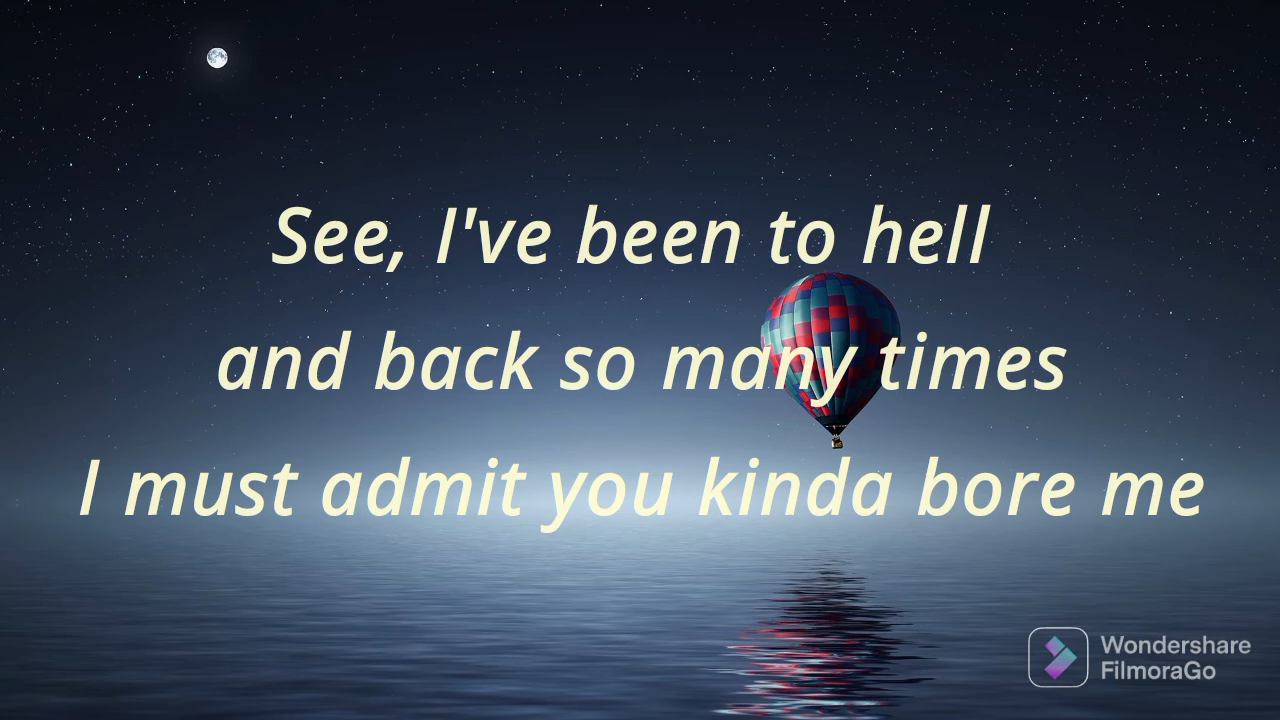 See, I've been to hell
and back so many times
I must admit you kinda bore me
Wondershare
FilmoraGo